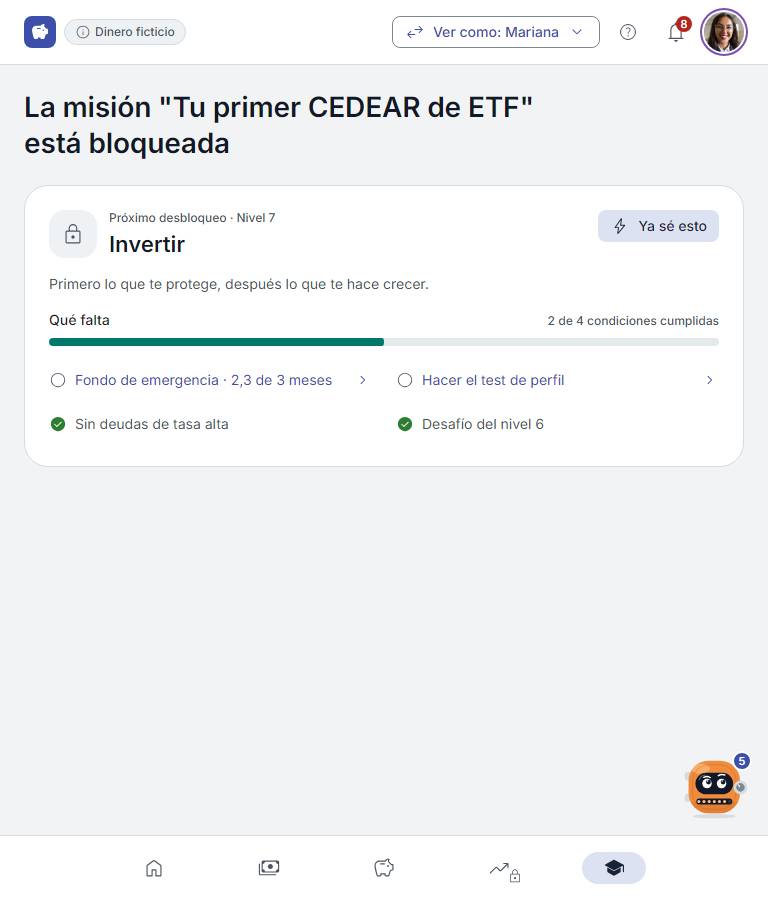 Dinero ficticio
Ver como: Mariana
8
La misión "Tu primer CEDEAR de ETF"
está bloqueada
Próximo desbloqueo · Nivel 7
Invertir
Ya sé esto
Primero lo que te protege, después lo que te hace crecer.
Qué falta
2 de 4 condiciones cumplidas
Fondo de emergencia · 2,3 de 3 meses
Hacer el test de perfil
Sin deudas de tasa alta
Desafío del nivel 6
5